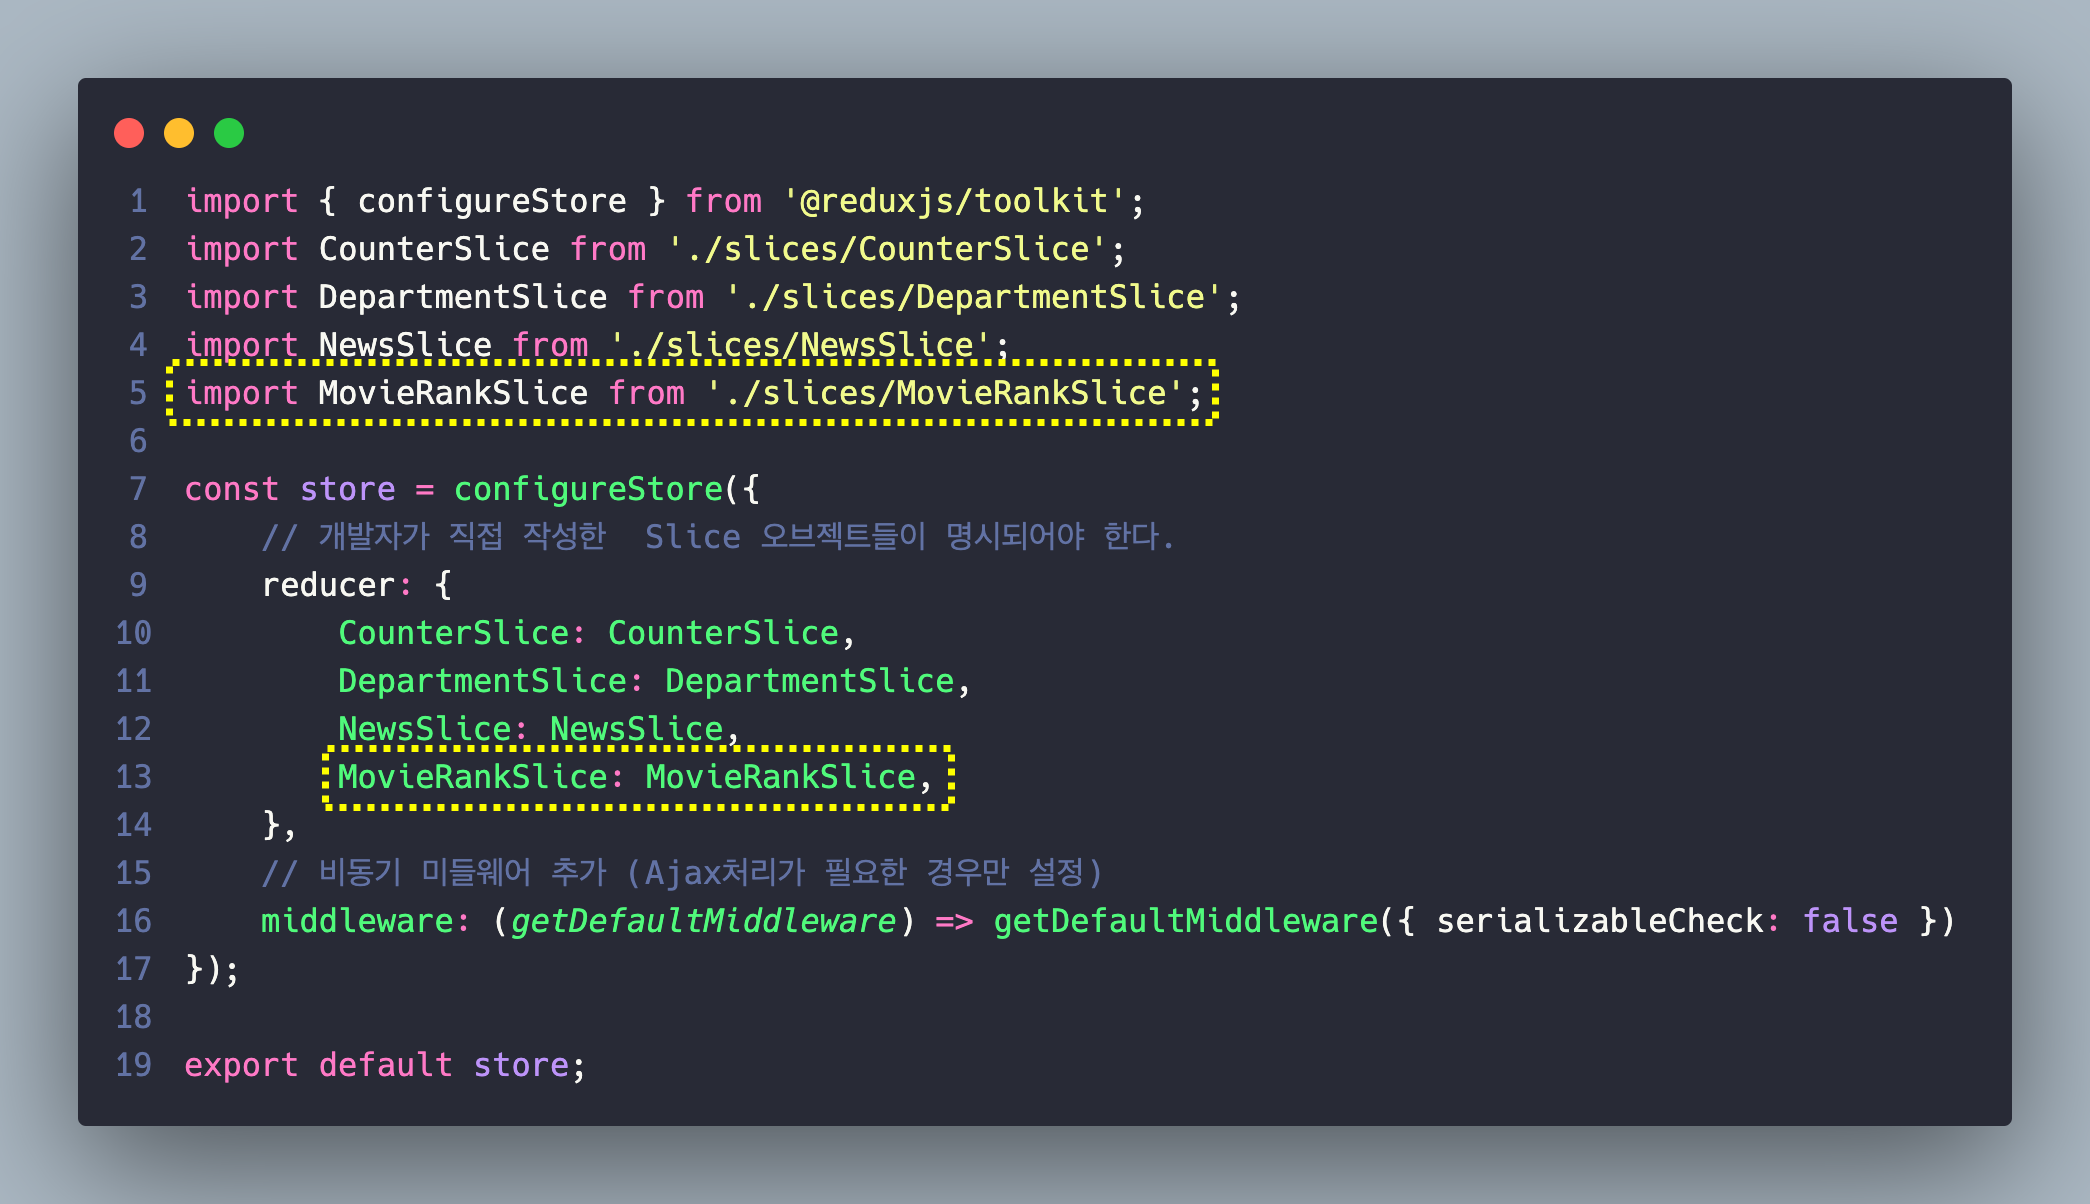 1 import { configureStore } from '@reduxjs/toolkit';
2 import CounterSlice from './slices/CounterSlice';
3 import DepartmentSlice from './slices/DepartmentSlice';
4 import NewsSlice from './slices/NewsSlice';
5 import MovieRankSlice from './slices/MovieRankSlice';
6
7 const store = configureStore({
8     // 개발자가 직접 작성한  Slice 오브젝트들이 명시되어야 한다.
9     reducer: {
10         CounterSlice: CounterSlice,
11         DepartmentSlice: DepartmentSlice,
12         NewsSlice: NewsSlice,
13         MovieRankSlice: MovieRankSlice,
14     },
15     // 비동기 미들웨어 추가 (Ajax처리가 필요한 경우만 설정)
16     middleware: (getDefaultMiddleware) => getDefaultMiddleware({ serializableCheck: false })
17 });
18
19 export default store;